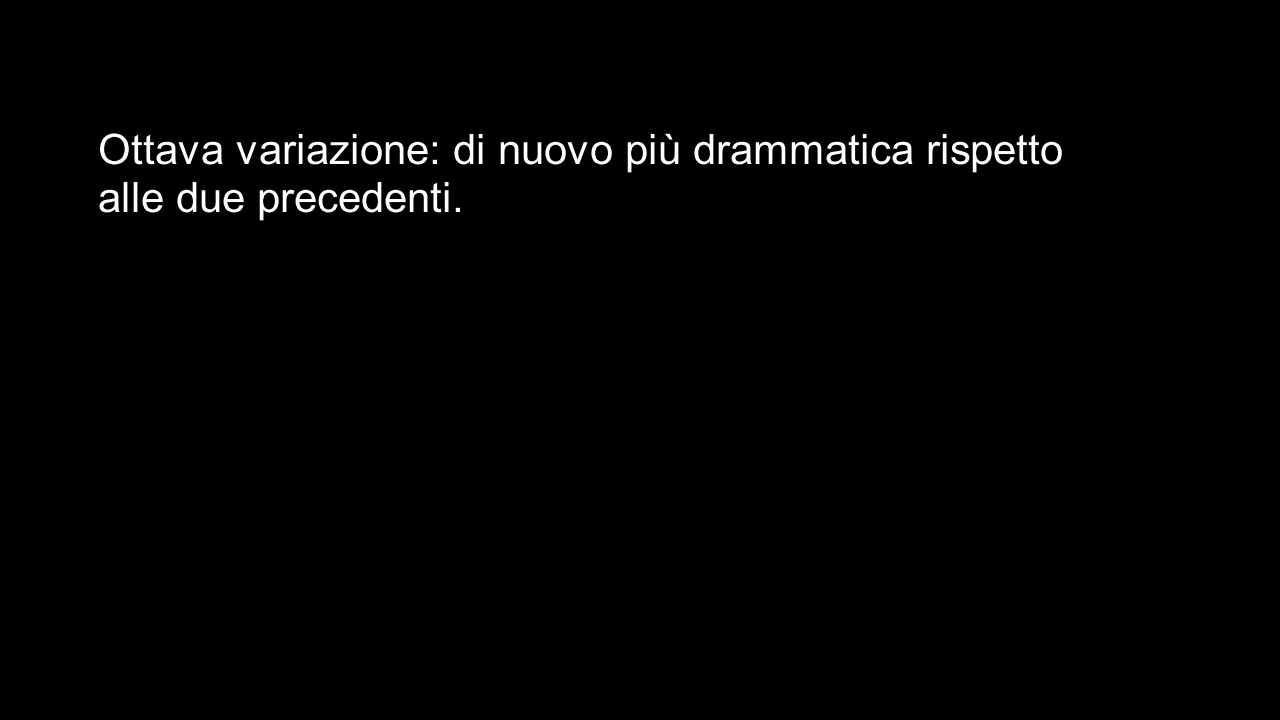 Ottava variazione: di nuovo più drammatica rispetto
alle due precedenti.